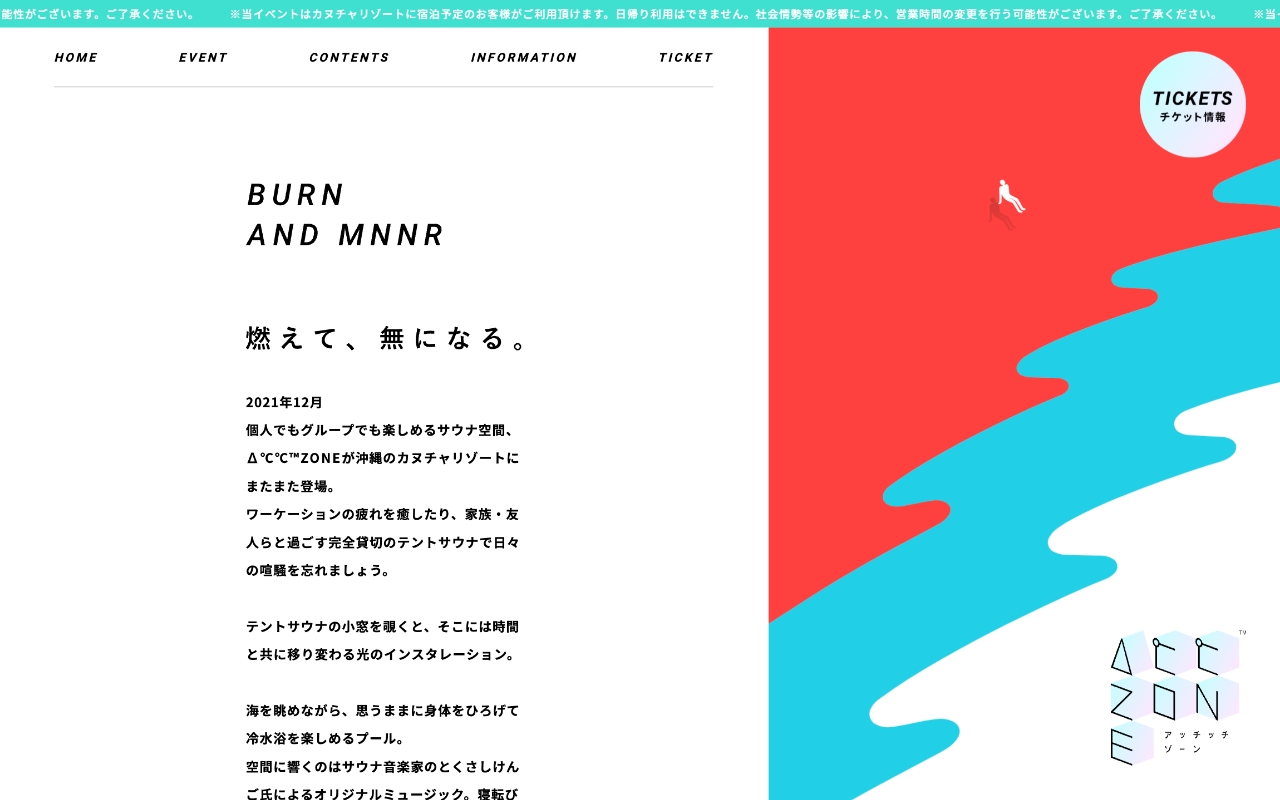 能性がございます。ご了承ください。 ※当イベントはカヌチャリゾートに宿泊予定のお客様がご利用頂けます。日帰り利用はできません。社会情勢等の影響により、営業時間の変更を行う可能性がございます。ご了承ください。 ※当
HOME EVENT CONTENTS INFORMATION TICKET
TICKETS
チケット情報
BURN
AND MNNR
燃えて、無になる。
2021年12月
個人でもグループでも楽しめるサウナ空間、
Δ℃℃™ZONEが沖縄のカヌチャリゾートに
またまた登場。
ワーケーションの疲れを癒したり、家族・友
人らと過ごす完全貸切のテントサウナで日々
の喧騒を忘れましょう。
テントサウナの小窓を覗くと、そこには時間
と共に移り変わる光のインスタレーション。
海を眺めながら、思うままに身体をひろげて
冷水浴を楽しめるプール。
空間に響くのはサウナ音楽家のとくさしけん
ご氏によるオリジナルミュージック。寝転び
Δ℃℃ TM
ZON
E
アッチッチ
ゾーン